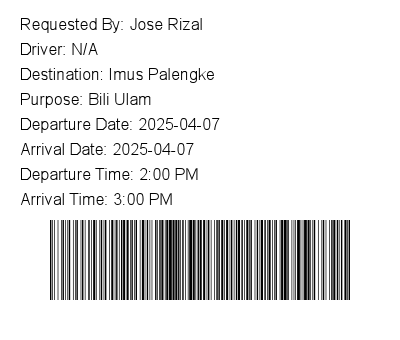 Requested By: Jose Rizal
Driver: N/A
Destination: Imus Palengke
Purpose: Bili Ulam
Departure Date: 2025-04-07
Arrival Date: 2025-04-07
Departure Time: 2:00 PM
Arrival Time: 3:00 PM